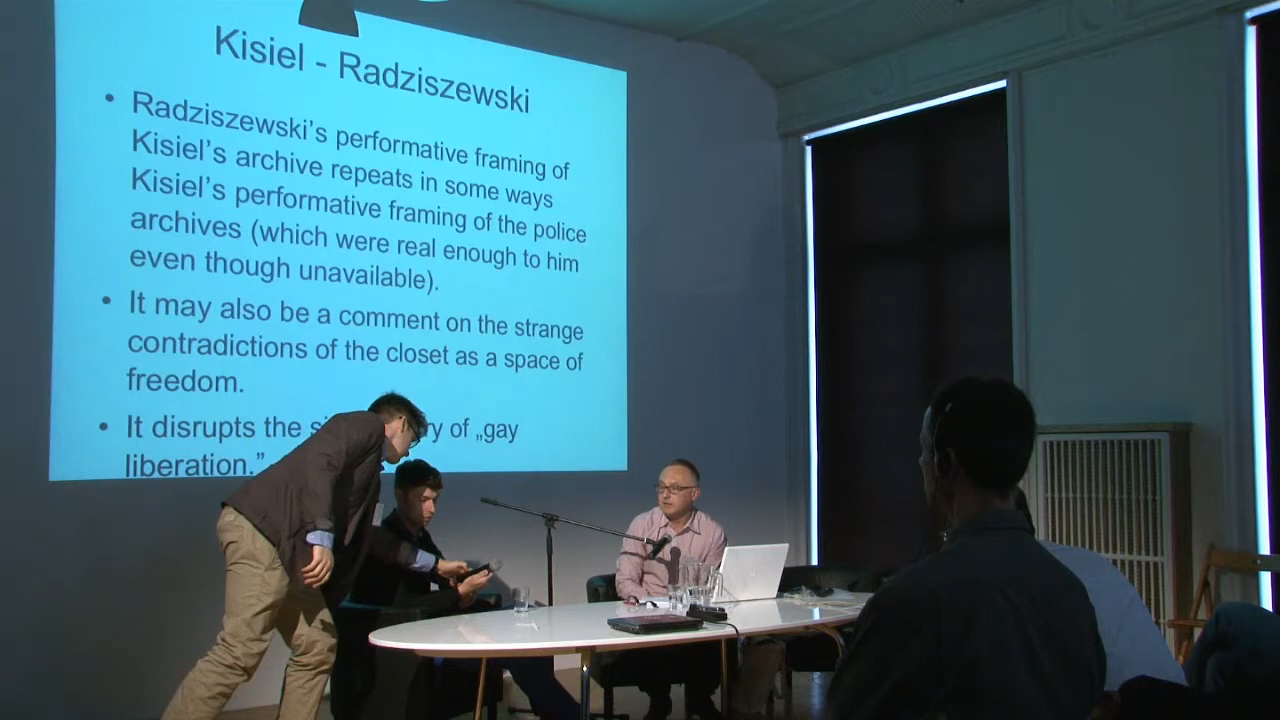 Kisiel - Radziszewski
• Radziszewski's performative framing of
Kisiel's archive repeats in some ways
Kisiel's performative framing of the police
archives (which were real enough to him
even though unavailable).
• It may also be a comment on the strange
contradictions of the closet as a space of
freedom.
• It disrupts the of „gay
liberation.”